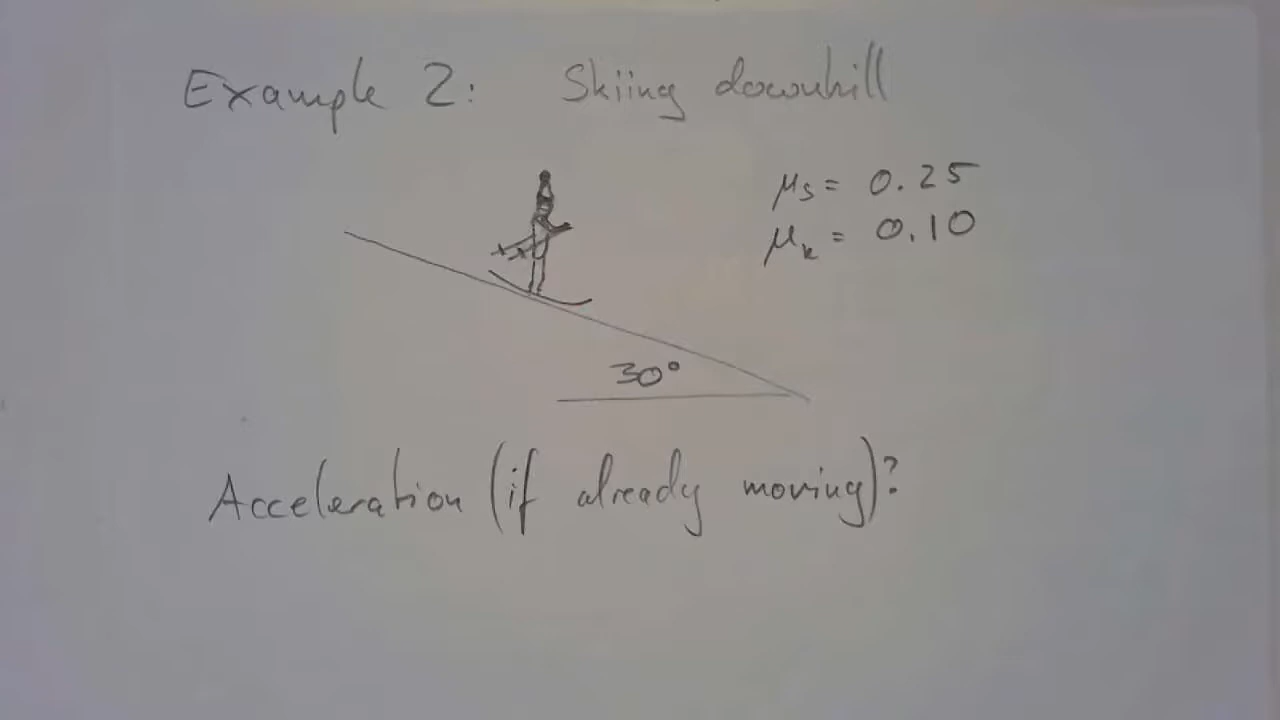 Example 2: Skiing downhill
μs = 0.25
μk = 0.10
30°
Acceleration (if already moving)?